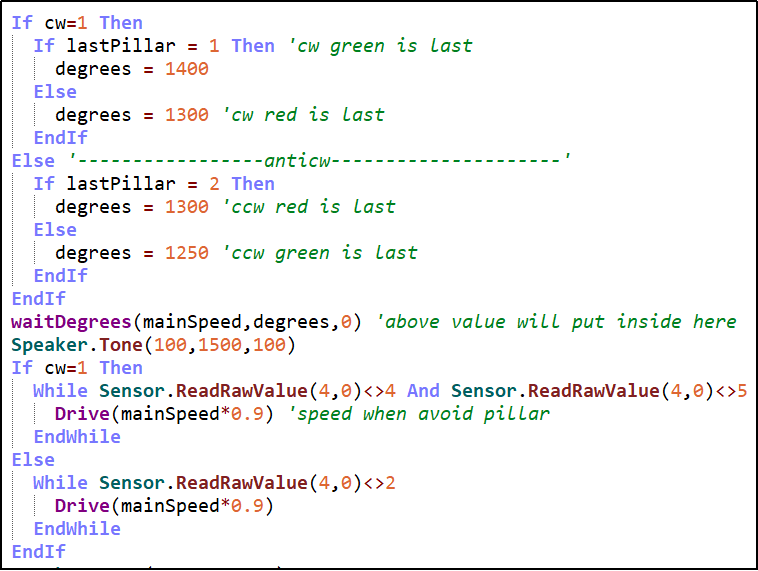 If cw=1 Then
If lastPillar = 1 Then 'cw green is last
degrees = 1400
Else
degrees = 1300 'cw red is last
EndIf
Else '-----------------anticw---------------------'
If lastPillar = 2 Then
degrees = 1300 'ccw red is last
Else
degrees = 1250 'ccw green is last
EndIf
EndIf
waitDegrees(mainSpeed,degrees,0) 'above value will put inside here
Speaker.Tone(100,1500,100)
If cw=1 Then
While Sensor.ReadRawValue(4,0)<>4 And Sensor.ReadRawValue(4,0)<>5
Drive(mainSpeed*0.9) 'speed when avoid pillar
EndWhile
Else
While Sensor.ReadRawValue(4,0)<>2
Drive(mainSpeed*0.9)
EndWhile
EndIf